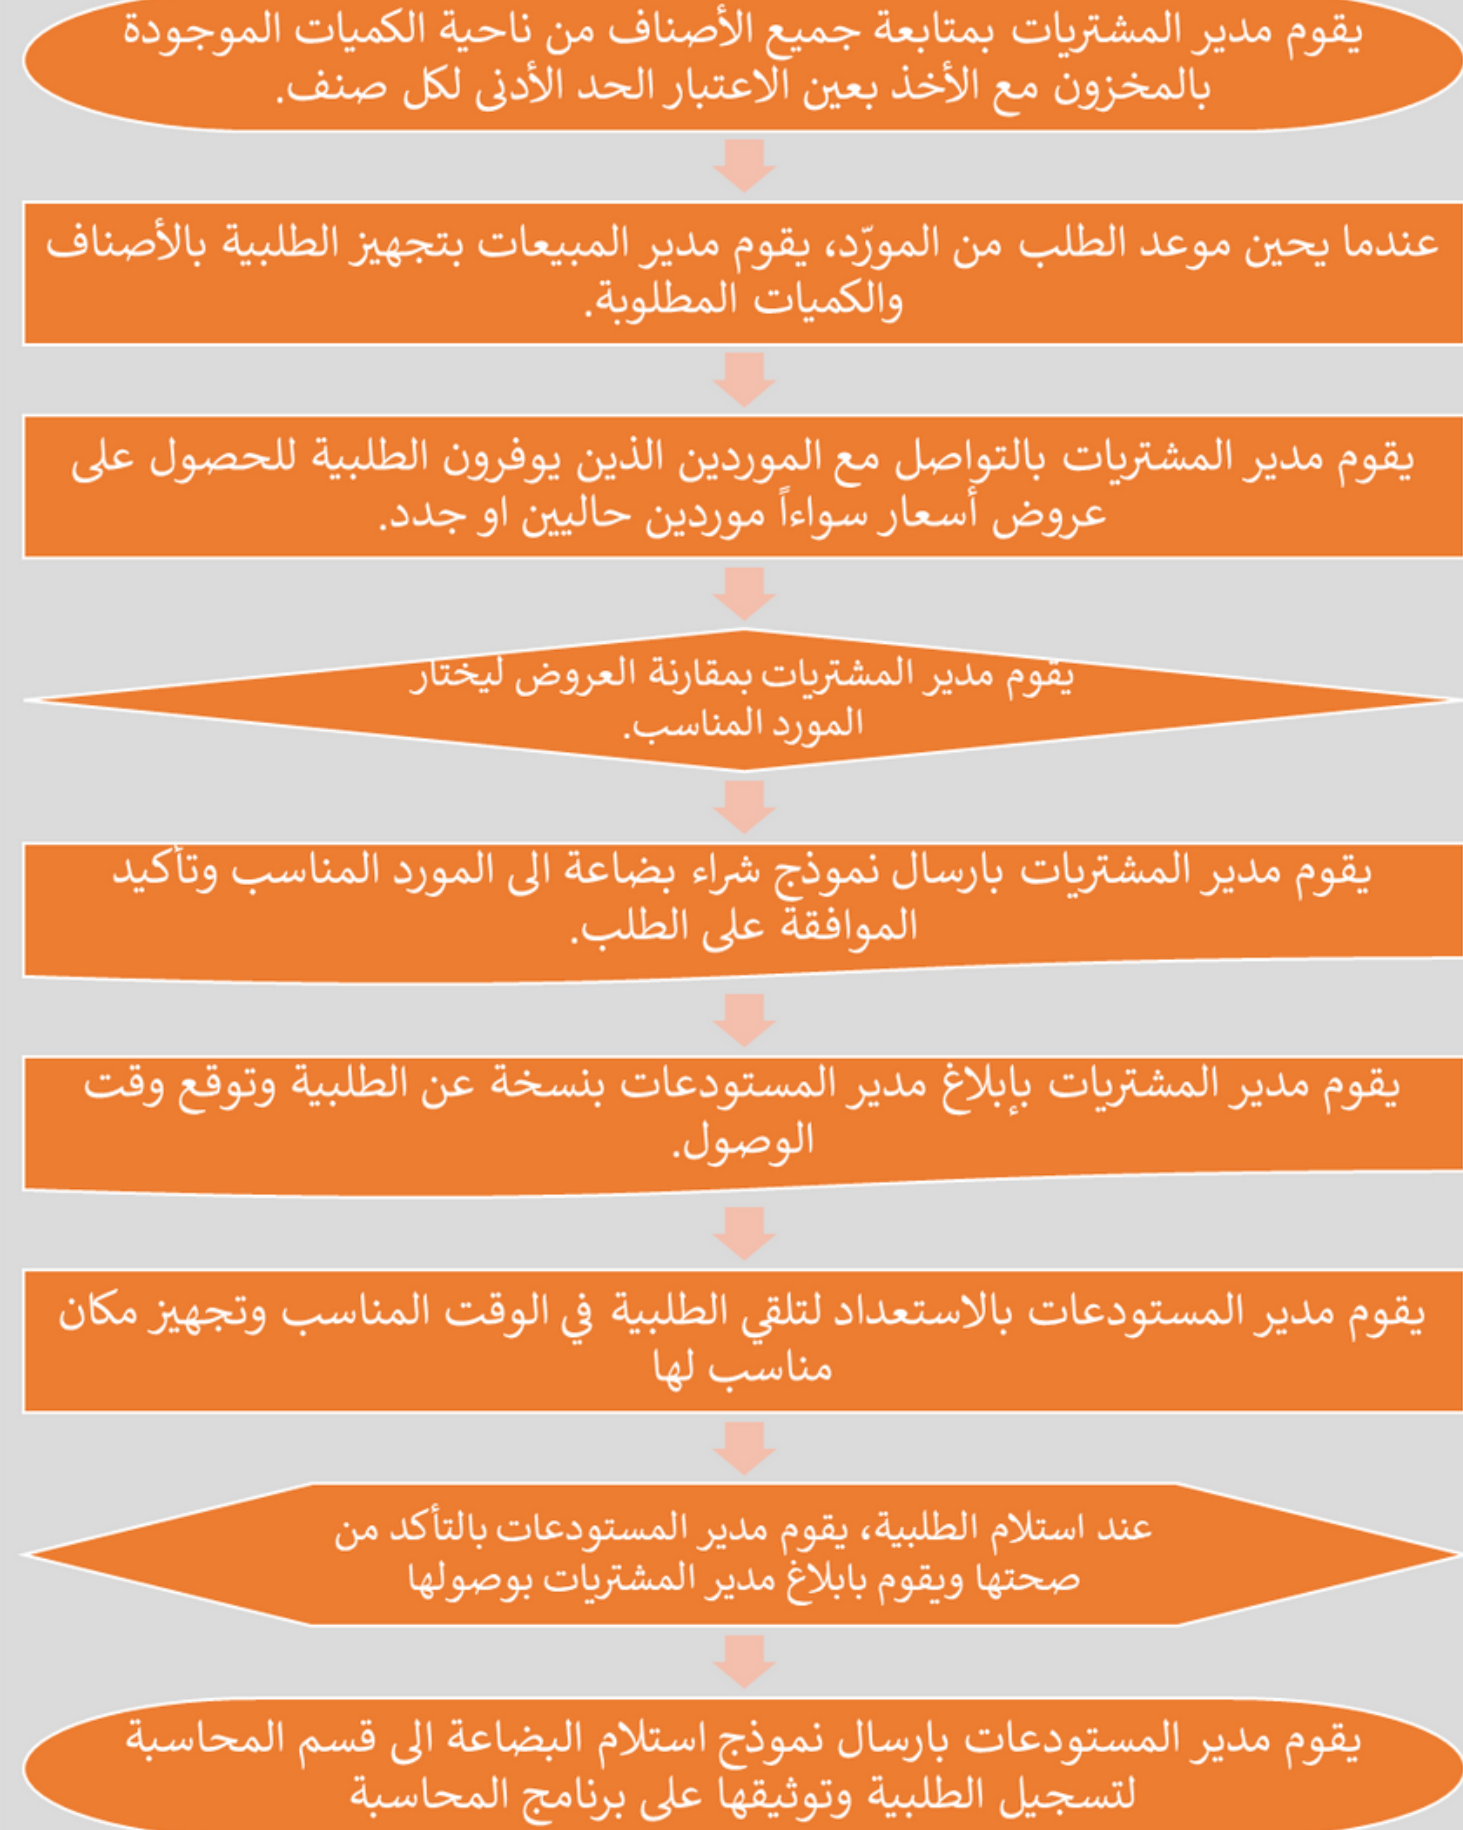 يقوم مدير المشتريات بمتابعة جميع الأصناف من ناحية الكميات الموجودة
بالمخزون مع الأخذ بعين الاعتبار الحد الأدنى لكل صنف.
عندما يحين موعد الطلب من المورّد، يقوم مدير المبيعات بتجهيز الطلبية بالأصناف
والكميات المطلوبة.
يقوم مدير المشتريات بالتواصل مع الموردين الذين يوفرون الطلبية للحصول على
عروض أسعار سواءاً موردين حاليين او جدد.
يقوم مدير المشتريات بمقارنة العروض ليختار
المورد المناسب.
يقوم مدير المشتريات بارسال نموذج شراء بضاعة الى المورد المناسب وتأكيد
الموافقة على الطلب.
يقوم مدير المشتريات بإبلاغ مدير المستودعات بنسخة عن الطلبية وتوقع وقت
الوصول.
يقوم مدير المستودعات بالاستعداد لتلقي الطلبية في الوقت المناسب وتجهيز مكان
مناسب لها
عند استلام الطلبية، يقوم مدير المستودعات بالتأكد من
صحتها ويقوم بابلاغ مدير المشتريات بوصولها
يقوم مدير المستودعات بارسال نموذج استلام البضاعة الى قسم المحاسبة
لتسجيل الطلبية وتوثيقها على برنامج المحاسبة